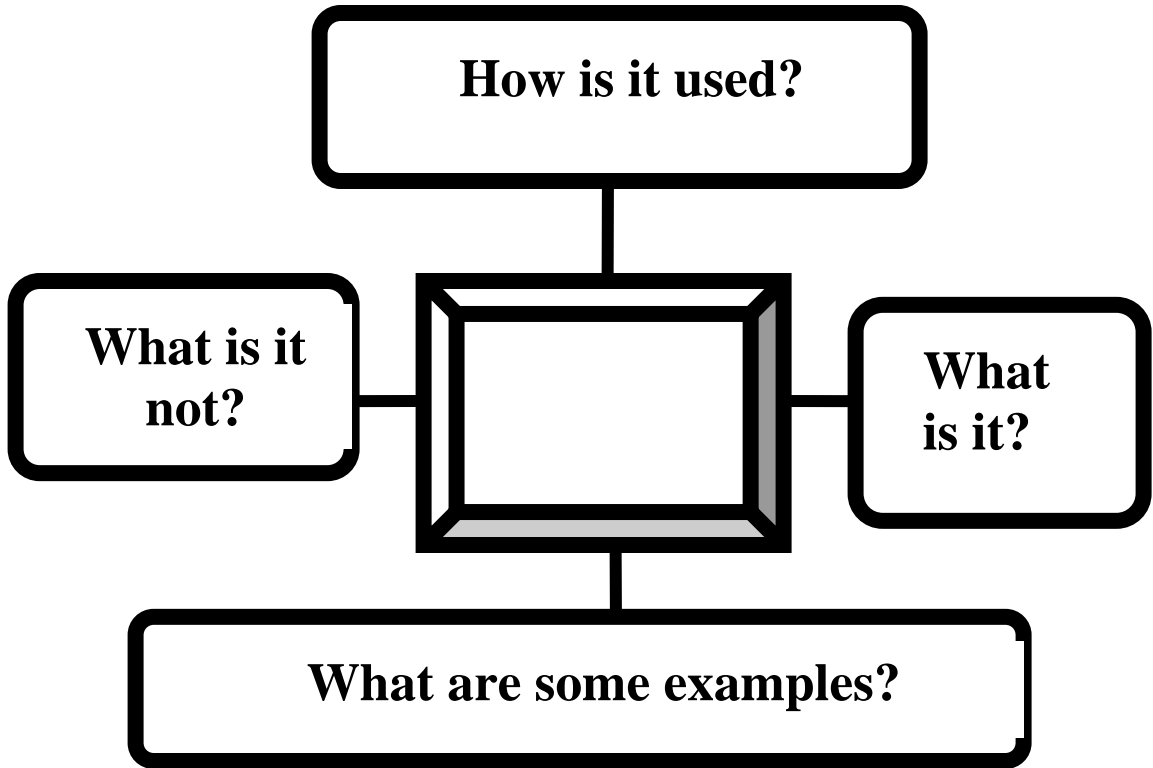 How is it used?
What is it
not?
What
is it?
What are some examples?